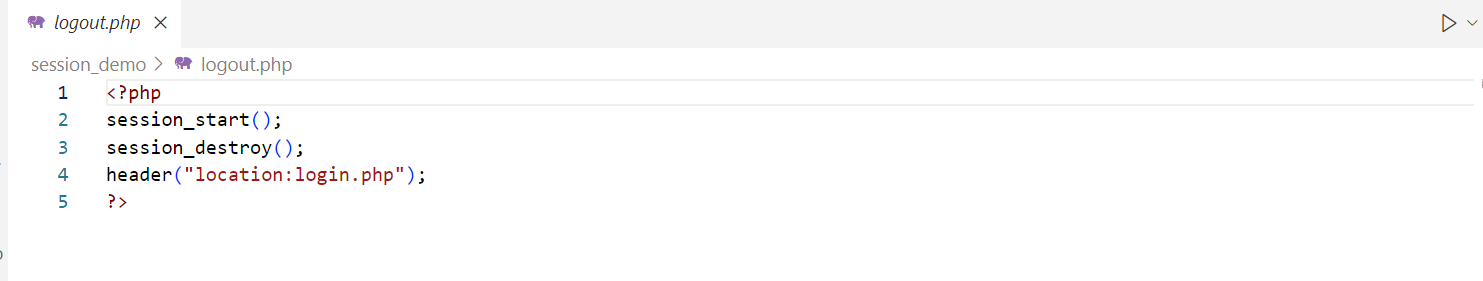 logout.php
session_demo > logout.php
1 <?php
2 session_start();
3 session_destroy();
4 header("location:login.php");
5 ?>